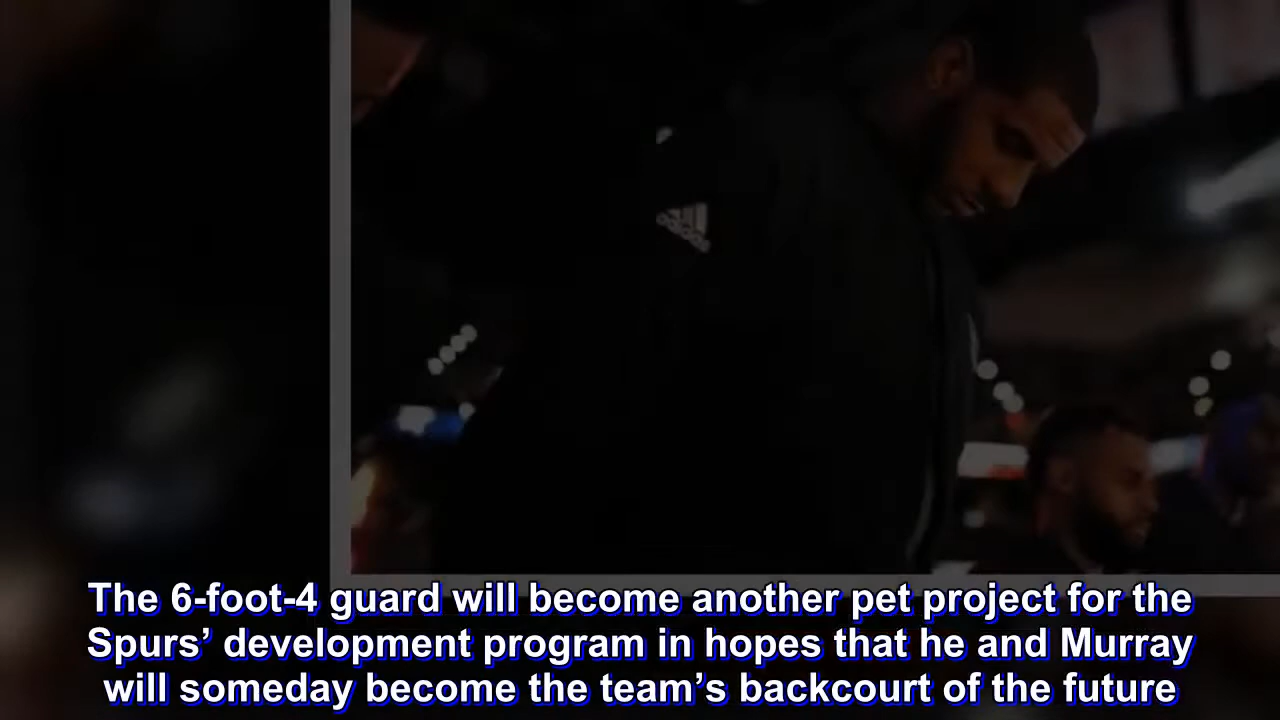 adidas
The 6-foot-4 guard will become another pet project for the
Spurs’ development program in hopes that he and Murray
will someday become the team’s backcourt of the future